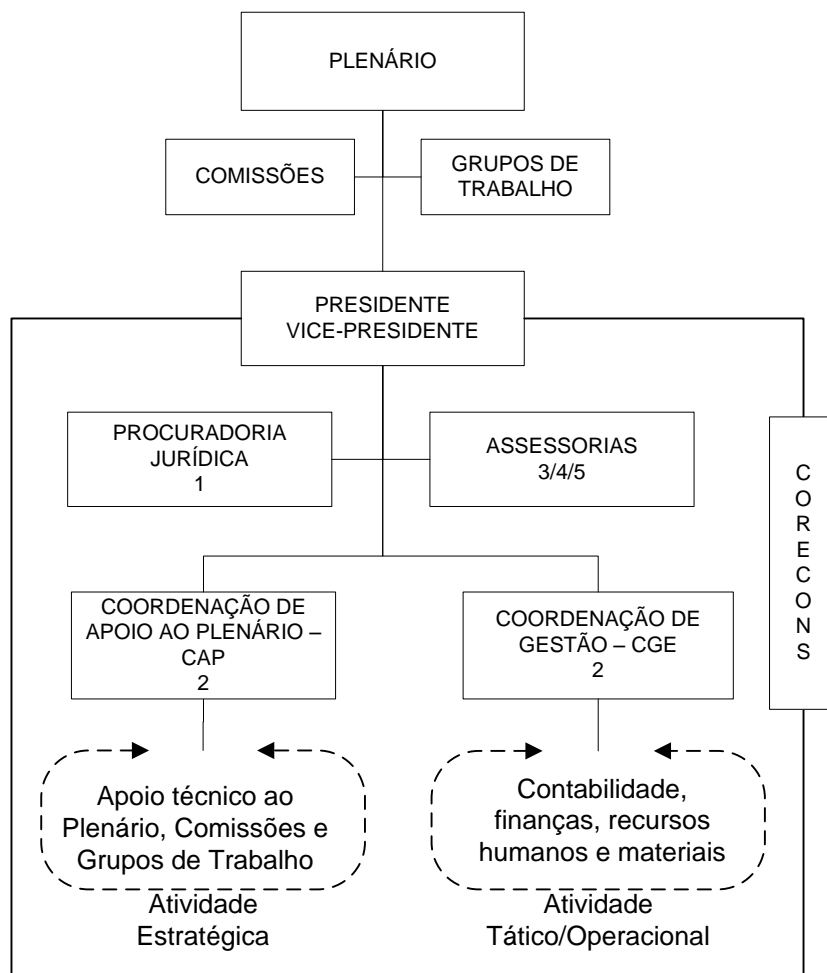 PLENÁRIO
COMISSÕES
GRUPOS DE
TRABALHO
PRESIDENTE
VICE-PRESIDENTE
PROCURADORIA
JURÍDICA
1
ASSESSORIAS
3/4/5
C
O
R
E
C
O
N
S
COORDENAÇÃO DE
APOIO AO PLENÁRIO –
CAP
2
COORDENAÇÃO DE
GESTÃO – CGE
2
Apoio técnico ao
Plenário, Comissões e
Grupos de Trabalho
Contabilidade,
finanças, recursos
humanos e materiais
Atividade
Estratégica
Atividade
Tático/Operacional